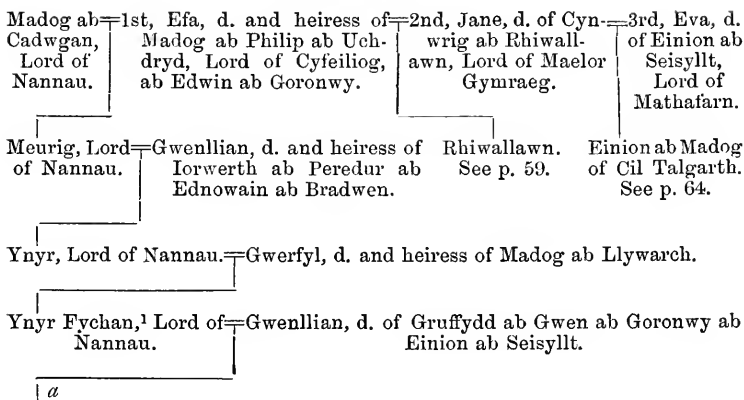 Madog ab=1st, Efa, d. and heiress of=2nd, Jane, d. of Cyn-=3rd, Eva, d.
Cadwgan, Madog ab Philip ab Uch- wrig ab Rhiwall- of Einion ab
Lord of dryd, Lord of Cyfeiliog, awn, Lord of Maelor Seisyllt,
Nannau. ab Edwin ab Goronwy. Gymraeg. Lord of
Mathafarn.
Meurig, Lord=Gwenllian, d. and heiress of Rhiwallawn. Einion ab Madog
of Nannau. Iorwerth ab Peredur ab See p. 59. of Cil Talgarth.
Ednowain ab Bradwen. See p. 64.
Ynyr, Lord of Nannau.=Gwerfyl, d. and heiress of Madog ab Llywarch.
Ynyr Fychan,¹ Lord of=Gwenllian, d. of Gruffydd ab Gwen ab Goronwy ab
Nannau. Einion ab Seisyllt.
a